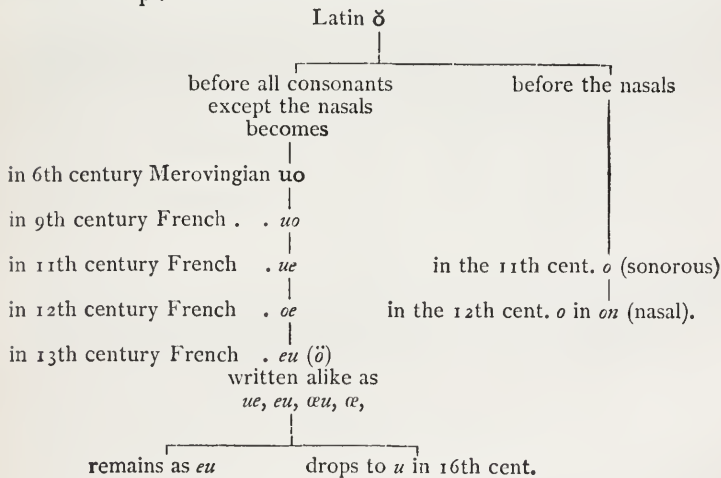 Latin ŏ
before all consonants
except the nasals
becomes
before the nasals
in 6th century Merovingian uo
in 9th century French . . uo
in 11th century French . ue
in the 11th cent. o (sonorous)
in 12th century French . oe
in the 12th cent. o in on (nasal).
in 13th century French . eu (ö)
written alike as
ue, eu, œu, œ,
remains as eu
drops to u in 16th cent.